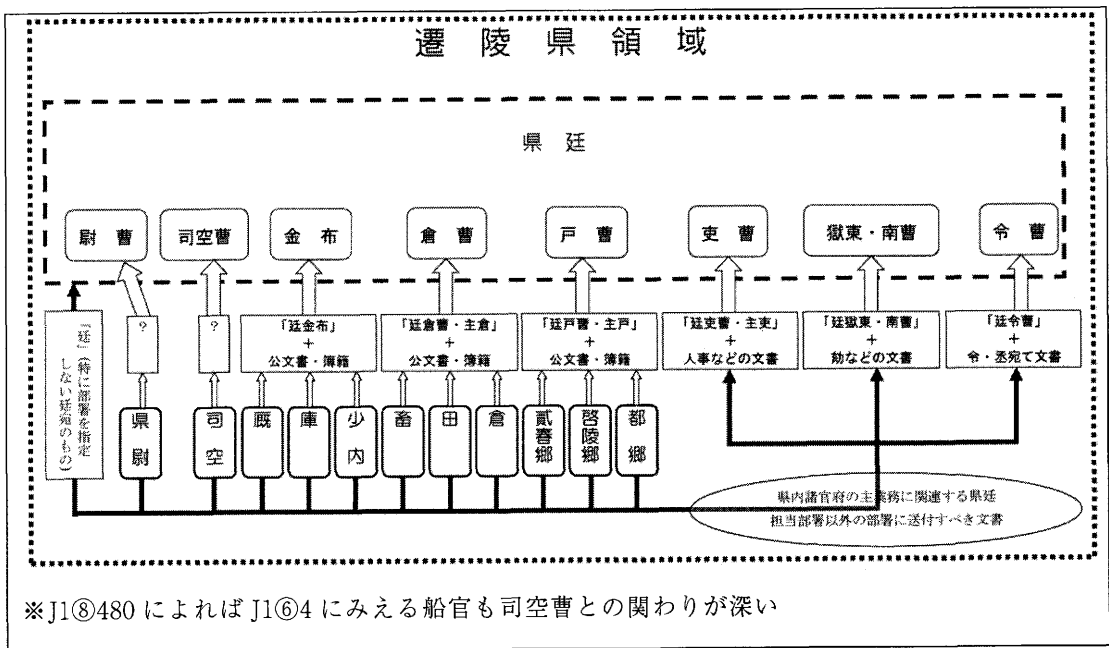 遷陵県領域
県廷
尉曹
司空曹
金布
倉曹
戸曹
吏曹
獄東・南曹
令曹
「廷」(特に部署を指定
しない廷宛のもの)
?
?
「廷金布」
+
公文書・簿籍
「廷倉曹・主倉」
+
公文書・簿籍
「廷戸曹・主戸」
+
公文書・簿籍
「廷吏曹・主吏」
+
人事などの文書
「廷獄東・南曹」
+
劾などの文書
「廷令曹」
+
令・丞宛て文書
県尉
司空
厩
庫
少内
畜
田
倉
貳春郷
啓陵郷
都郷
県内諸官府の主業務に関連する県廷
担当部署以外の部署に送付すべき文書
※J1⑧480によればJ1⑥4にみえる船官も司空曹との関わりが深い